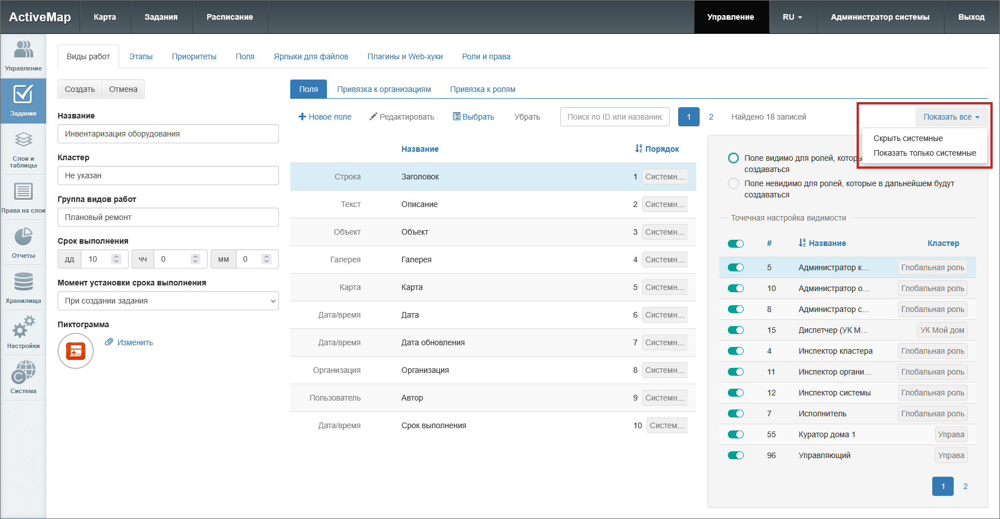 ActiveMap
Карта
Задания
Расписание
Управление
RU
Администратор системы
Выход
Управление
Задания
Слои и
таблицы
Права на слои
Отчеты
Хранилища
Настройки
Система
Виды работ
Этапы
Приоритеты
Поля
Ярлыки для файлов
Плагины и Web-хуки
Роли и права
Создать
Отмена
Название
Инвентаризация оборудования
Кластер
Не указан
Группа видов работ
Плановый ремонт
Срок выполнения
дд 10 чч 0 мм 0
Момент установки срока выполнения
При создании задания
Пиктограмма
Изменить
Поля
Привязка к организациям
Привязка к ролям
Новое поле
Редактировать
Выбрать
Убрать
Поиск по ID или названию
1 2
Найдено 18 записей
Показать все
Скрыть системные
Показать только системные
Название Порядок
Строка Заголовок 1 Системн...
Текст Описание 2 Системн...
Объект Объект 3 Системн...
Галерея Галерея 4 Системн...
Карта Карта 5 Системн...
Дата/время Дата 6 Системн...
Дата/время Дата обновления 7 Системн...
Организация Организация 8 Системн...
Пользователь Автор 9 Системн...
Дата/время Срок выполнения 10 Систем...
Поле видимо для ролей,
создаваться
Поле невидимо для ролей, которые в дальнейшем будут
создаваться
Точечная настройка видимости
# Название Кластер
5 Администратор к... Глобальная роль
10 Администратор о... Глобальная роль
8 Администратор с... Глобальная роль
15 Диспетчер (УК М... УК Мой дом
4 Инспектор кластера Глобальная роль
11 Инспектор органи... Глобальная роль
12 Инспектор системы Глобальная роль
7 Исполнитель Глобальная роль
55 Куратор дома 1 Управа
96 Управляющий Управа
1 2